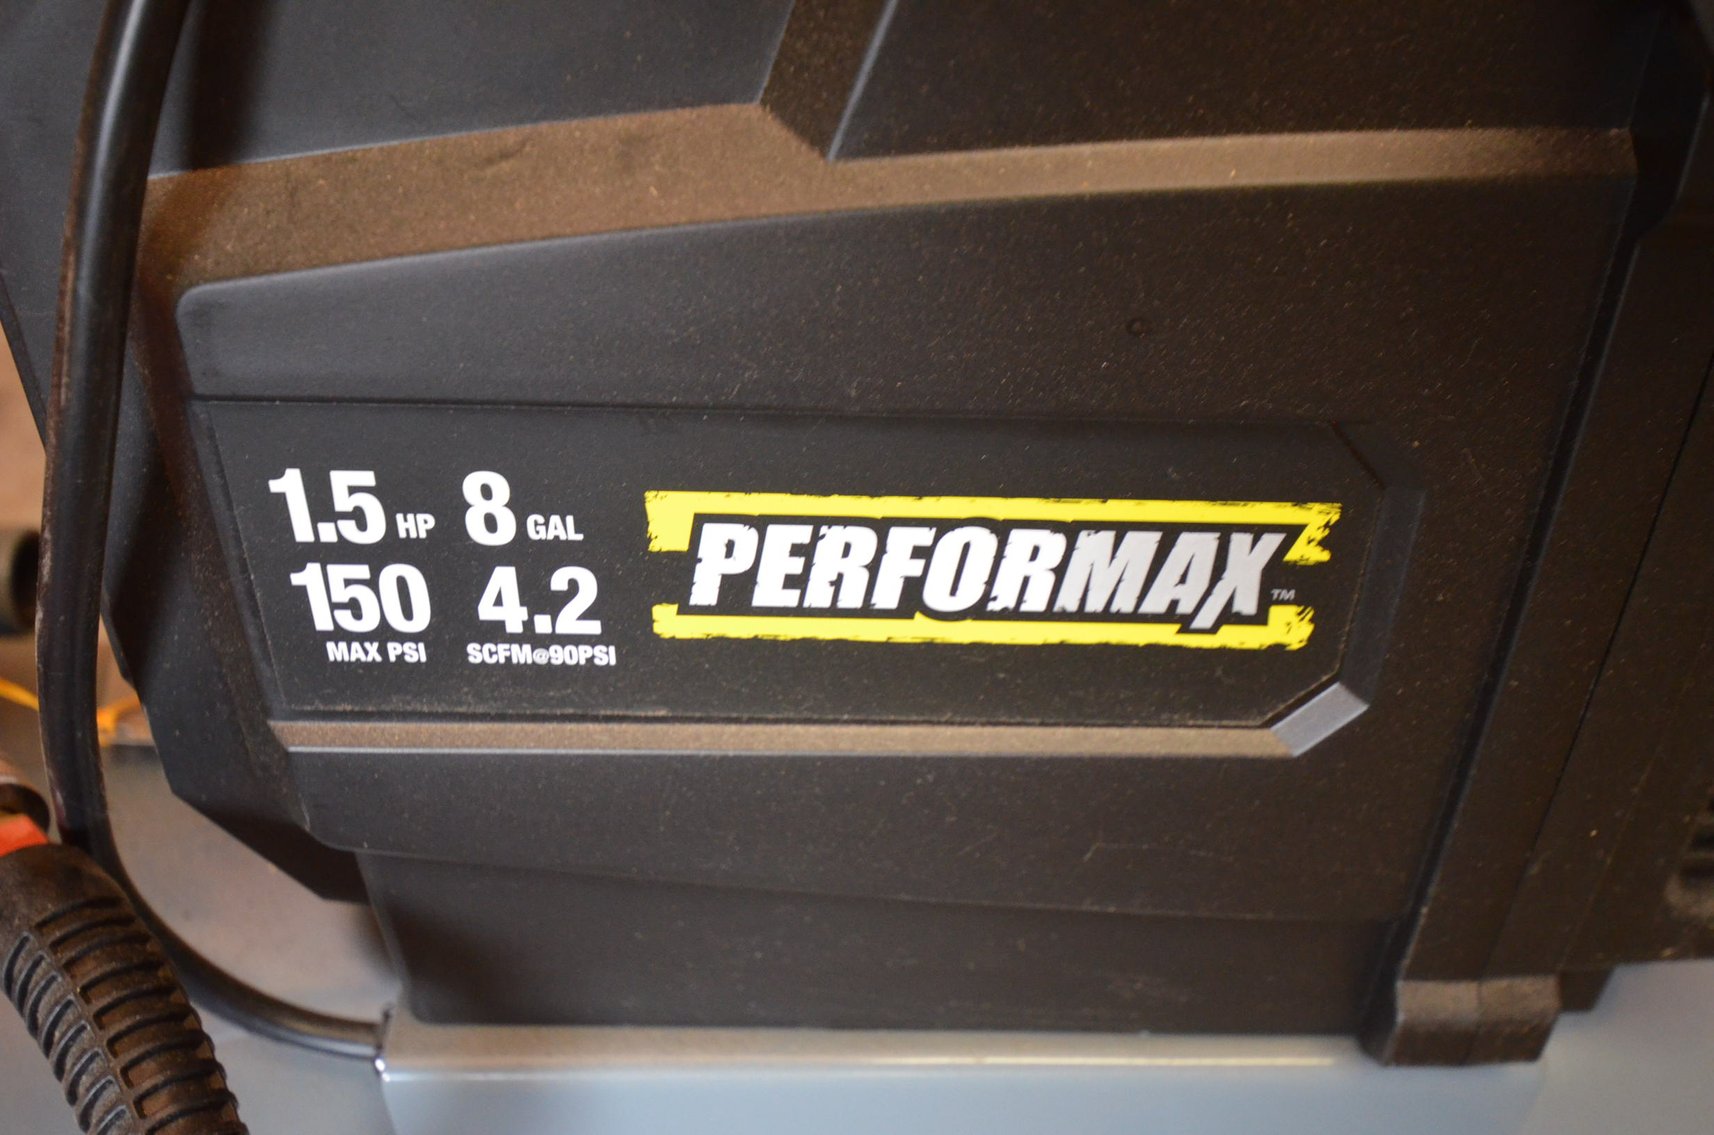 1.5 HP 8 GAL
150 4.2
MAX PSI SCFM@90PSI
PERFORMAX™